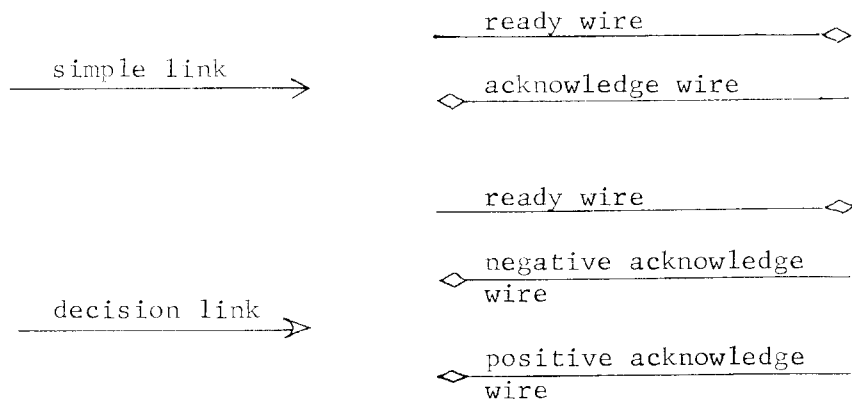 simple link
ready wire
acknowledge wire
decision link
ready wire
negative acknowledge
wire
positive acknowledge
wire